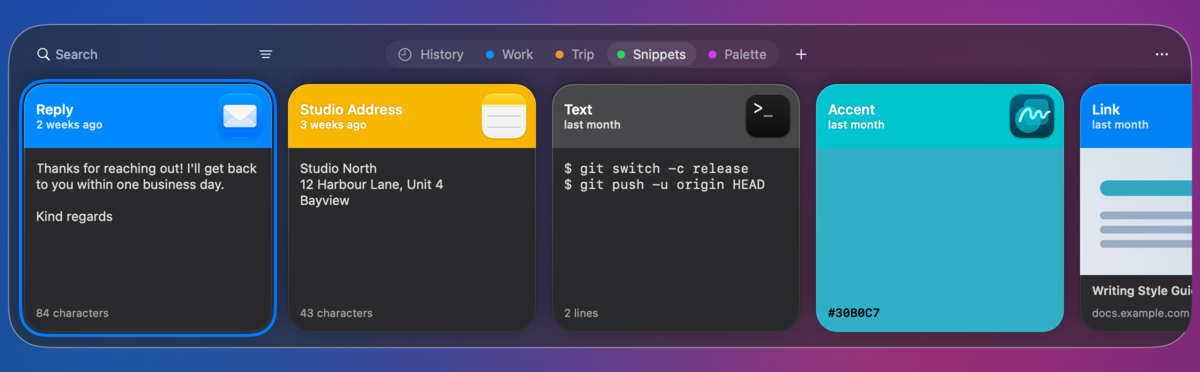 Search
History
Work
Trip
Snippets
Palette
Reply
2 weeks ago
Thanks for reaching out! I'll get back
to you within one business day.
Kind regards
84 characters
Studio Address
3 weeks ago
Studio North
12 Harbour Lane, Unit 4
Bayview
43 characters
Text
last month
>_
$ git switch -c release
$ git push -u origin HEAD
2 lines
Accent
last month
#30B0C7
Link
last month
Writing Style
docs.example.com